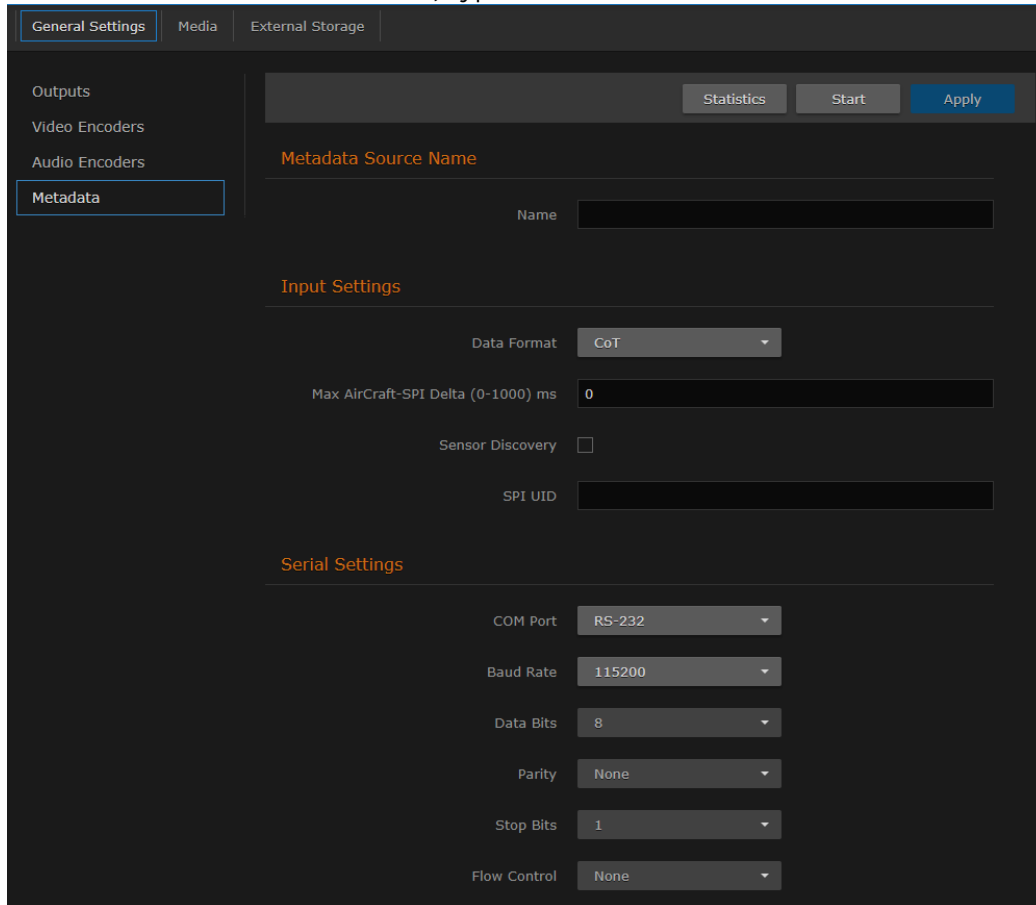 General Settings Media External Storage
Outputs
Statistics Start Apply
Video Encoders
Audio Encoders
Metadata Source Name
Metadata
Name
Input Settings
Data Format CoT
Max AirCraft-SPI Delta (0-1000) ms 0
Sensor Discovery
SPI UID
Serial Settings
COM Port RS-232
Baud Rate 115200
Data Bits 8
Parity None
Stop Bits 1
Flow Control None